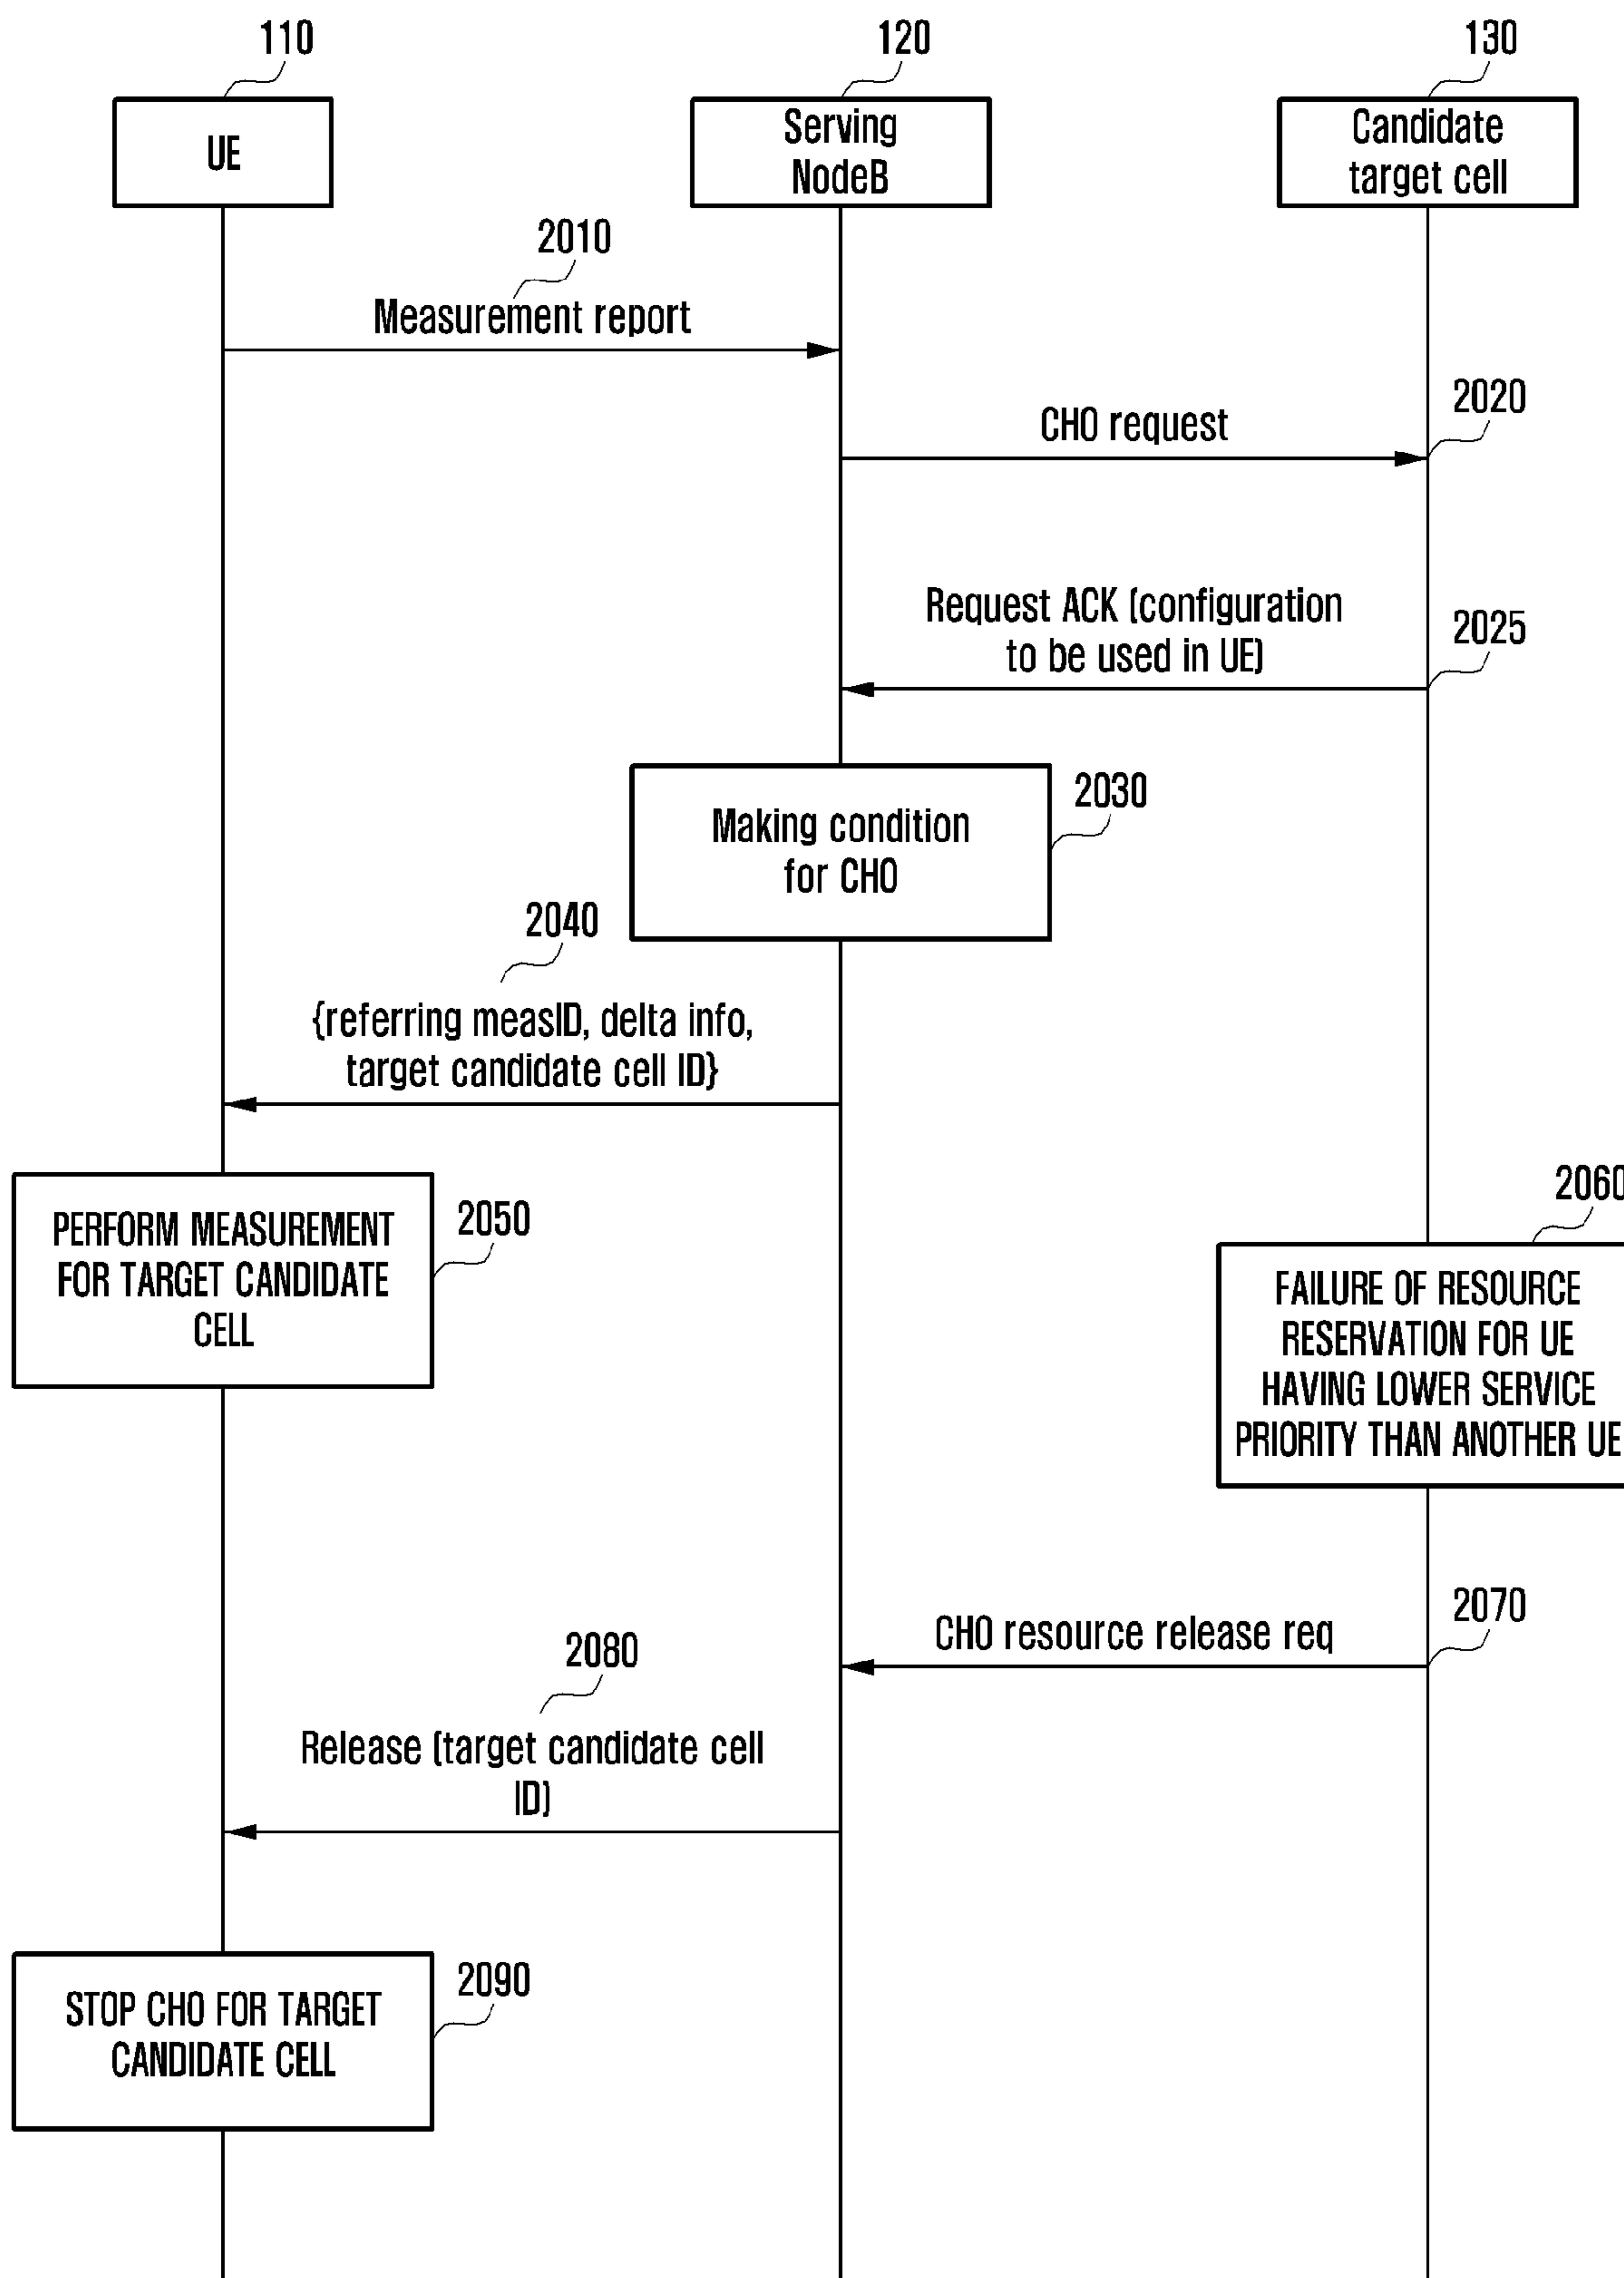 110
120
130
UE
Serving
NodeB
Candidate
target cell
2010
Measurement report
2020
CHO request
2025
Request ACK (configuration
to be used in UE)
2030
Making condition
for CHO
2040
{referring measID, delta info,
target candidate cell ID}
2050
PERFORM MEASUREMENT
FOR TARGET CANDIDATE
CELL
2060
FAILURE OF RESOURCE
RESERVATION FOR UE
HAVING LOWER SERVICE
PRIORITY THAN ANOTHER UE
2070
CHO resource release req
2080
Release (target candidate cell
ID)
2090
STOP CHO FOR TARGET
CANDIDATE CELL